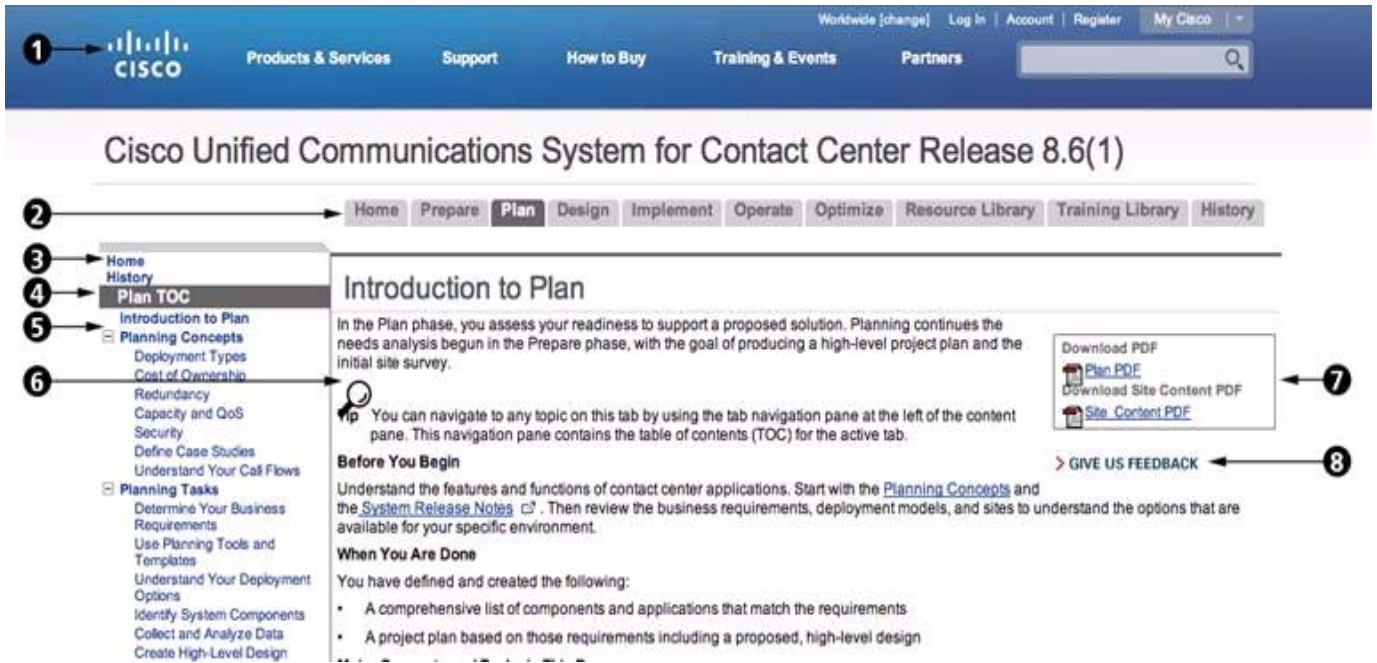 Worldwide [change] Log In | Account | Register My Cisco
1
CISCO
Products & Services Support How to Buy Training & Events Partners
Cisco Unified Communications System for Contact Center Release 8.6(1)
2
Home Prepare Plan Design Implement Operate Optimize Resource Library Training Library History
3
Home
History
4
Plan TOC
5
Introduction to Plan
Planning Concepts
Deployment Types
Cost of Ownership
Redundancy
Capacity and QoS
Security
Define Case Studies
Understand Your Call Flows
Planning Tasks
Determine Your Business
Requirements
Use Planning Tools and
Templates
Understand Your Deployment
Options
Identify System Components
Collect and Analyze Data
Create High-Level Design
Introduction to Plan
In the Plan phase, you assess your readiness to support a proposed solution. Planning continues the
needs analysis begun in the Prepare phase, with the goal of producing a high-level project plan and the
initial site survey.
6
Tip You can navigate to any topic on this tab by using the tab navigation pane at the left of the content
pane. This navigation pane contains the table of contents (TOC) for the active tab.
Before You Begin
Understand the features and functions of contact center applications. Start with the Planning Concepts and
the System Release Notes . Then review the business requirements, deployment models, and sites to understand the options that are
available for your specific environment.
When You Are Done
You have defined and created the following:
• A comprehensive list of components and applications that match the requirements
• A project plan based on those requirements including a proposed, high-level design
Download PDF
Plan PDF
Download Site Content PDF
Site_Content PDF
7
> GIVE US FEEDBACK
8